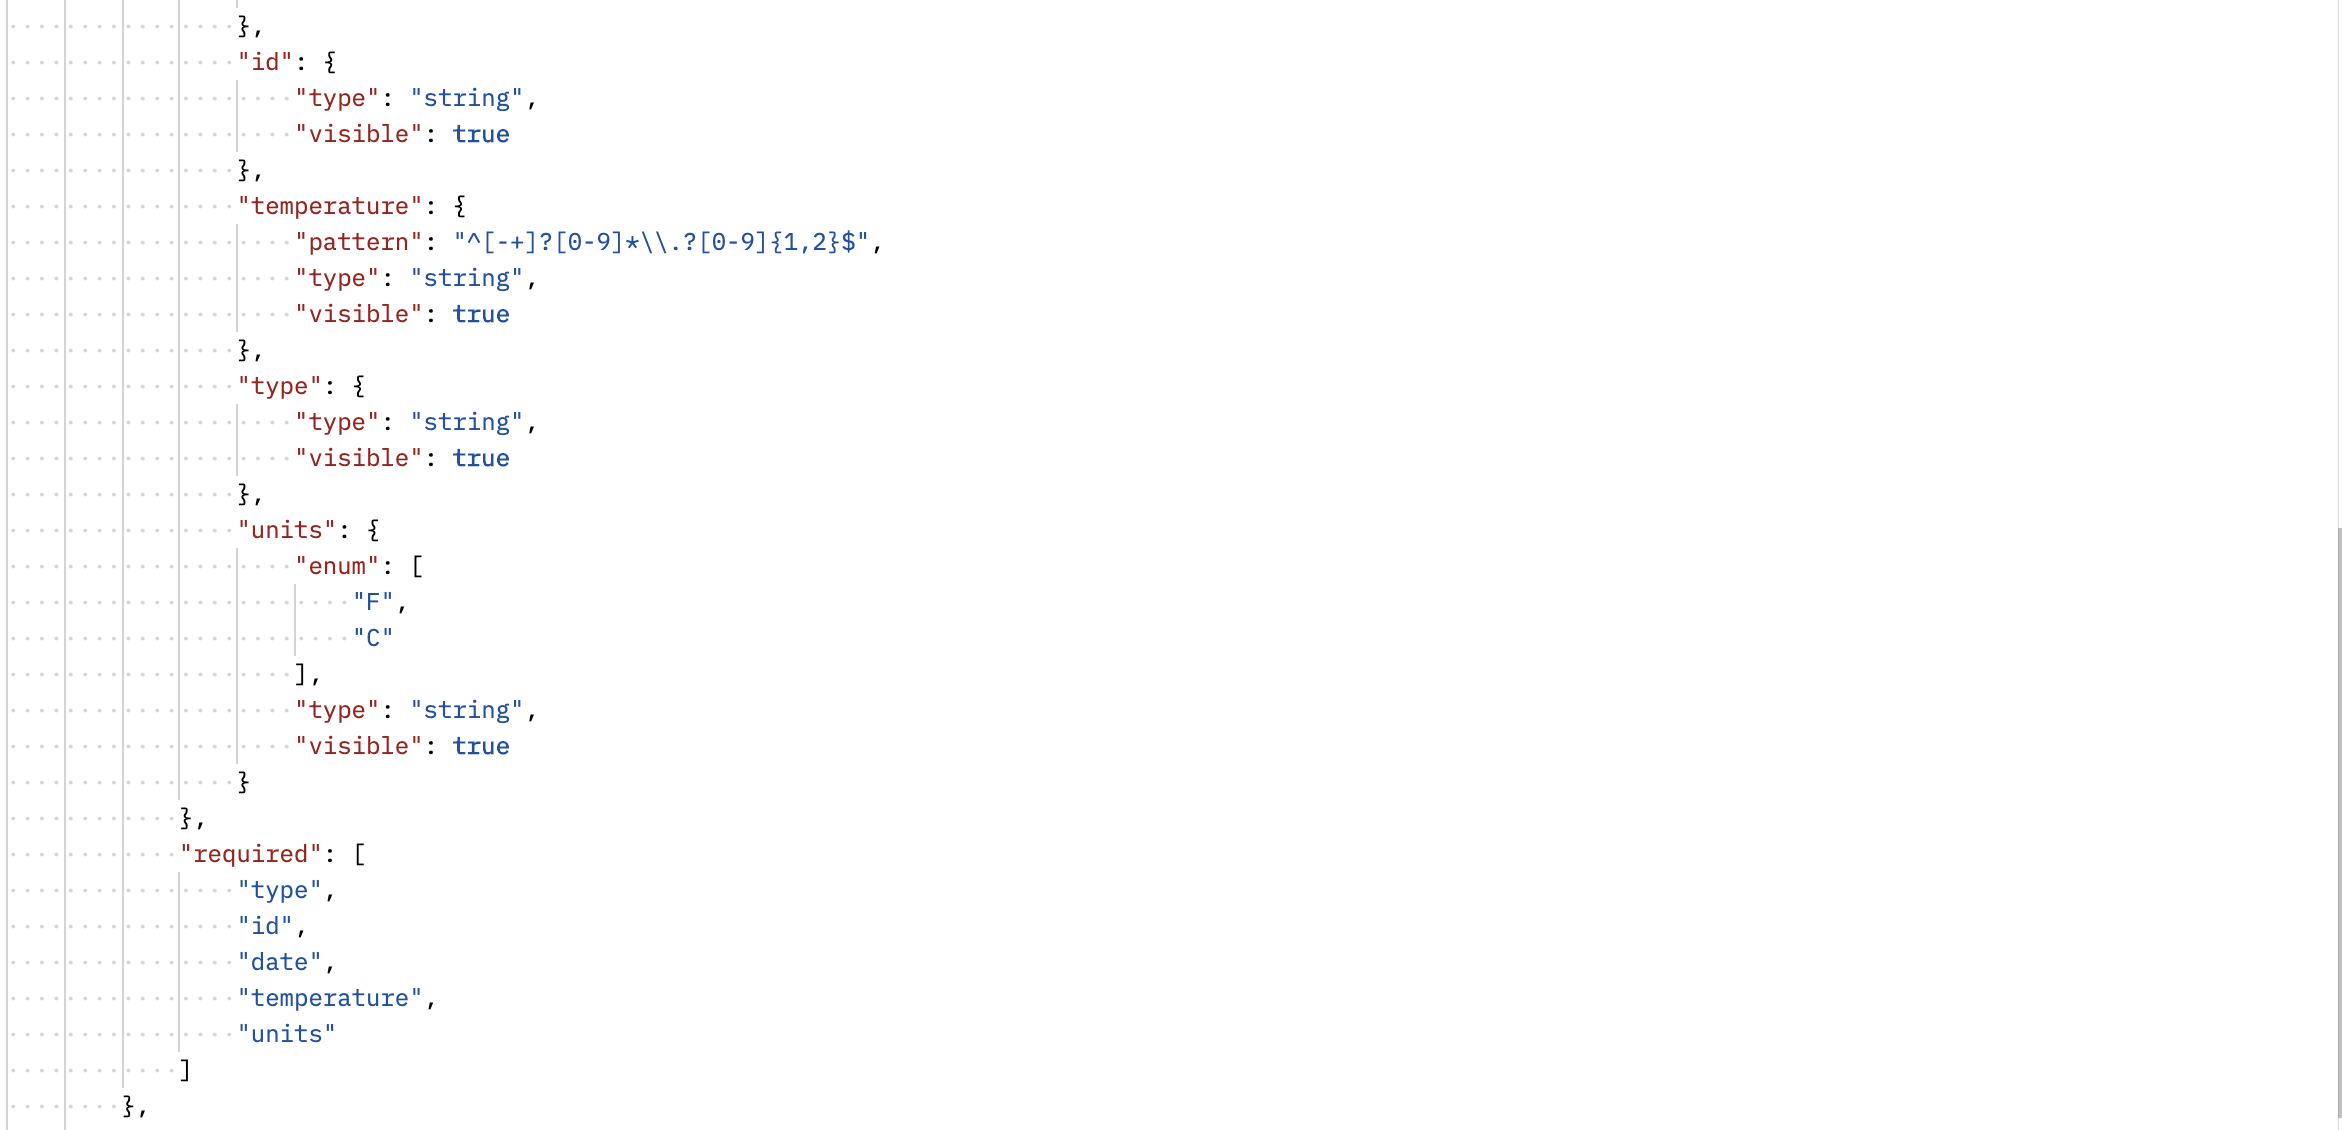 },
"id": {
"type": "string",
"visible": true
},
"temperature": {
"pattern": "^[-+]?[0-9]*\\.?[0-9]{1,2}$",
"type": "string",
"visible": true
},
"type": {
"type": "string",
"visible": true
},
"units": {
"enum": [
"F",
"C"
],
"type": "string",
"visible": true
}
},
"required": [
"type",
"id",
"date",
"temperature",
"units"
]
},